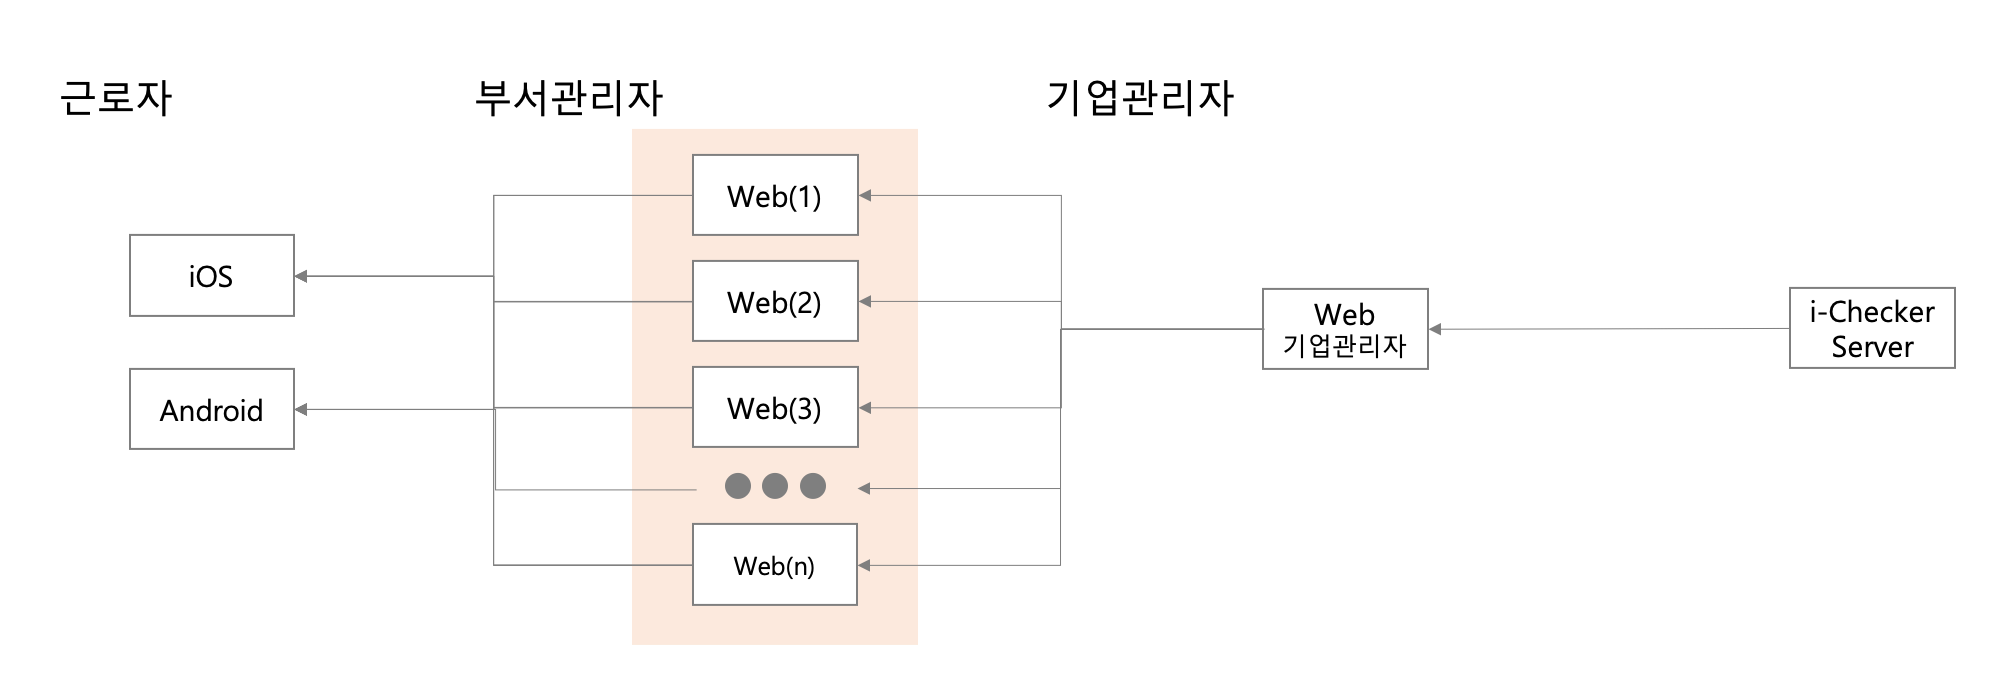 근로자
부서관리자
기업관리자
iOS
Android
Web(1)
Web(2)
Web(3)
Web(n)
Web
기업관리자
i-Checker
Server